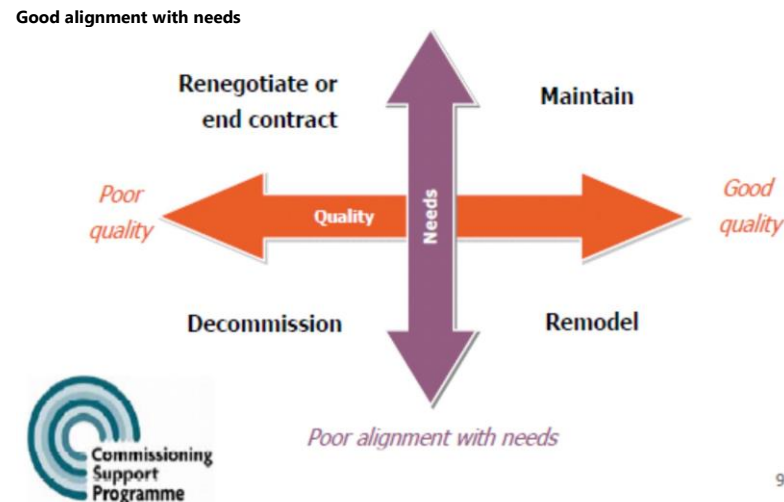 Good alignment with needs
Renegotiate or
end contract
Maintain
Poor
quality
Quality
Needs
Good
quality
Decommission
Remodel
Poor alignment with needs
Commissioning
Support
Programme
9